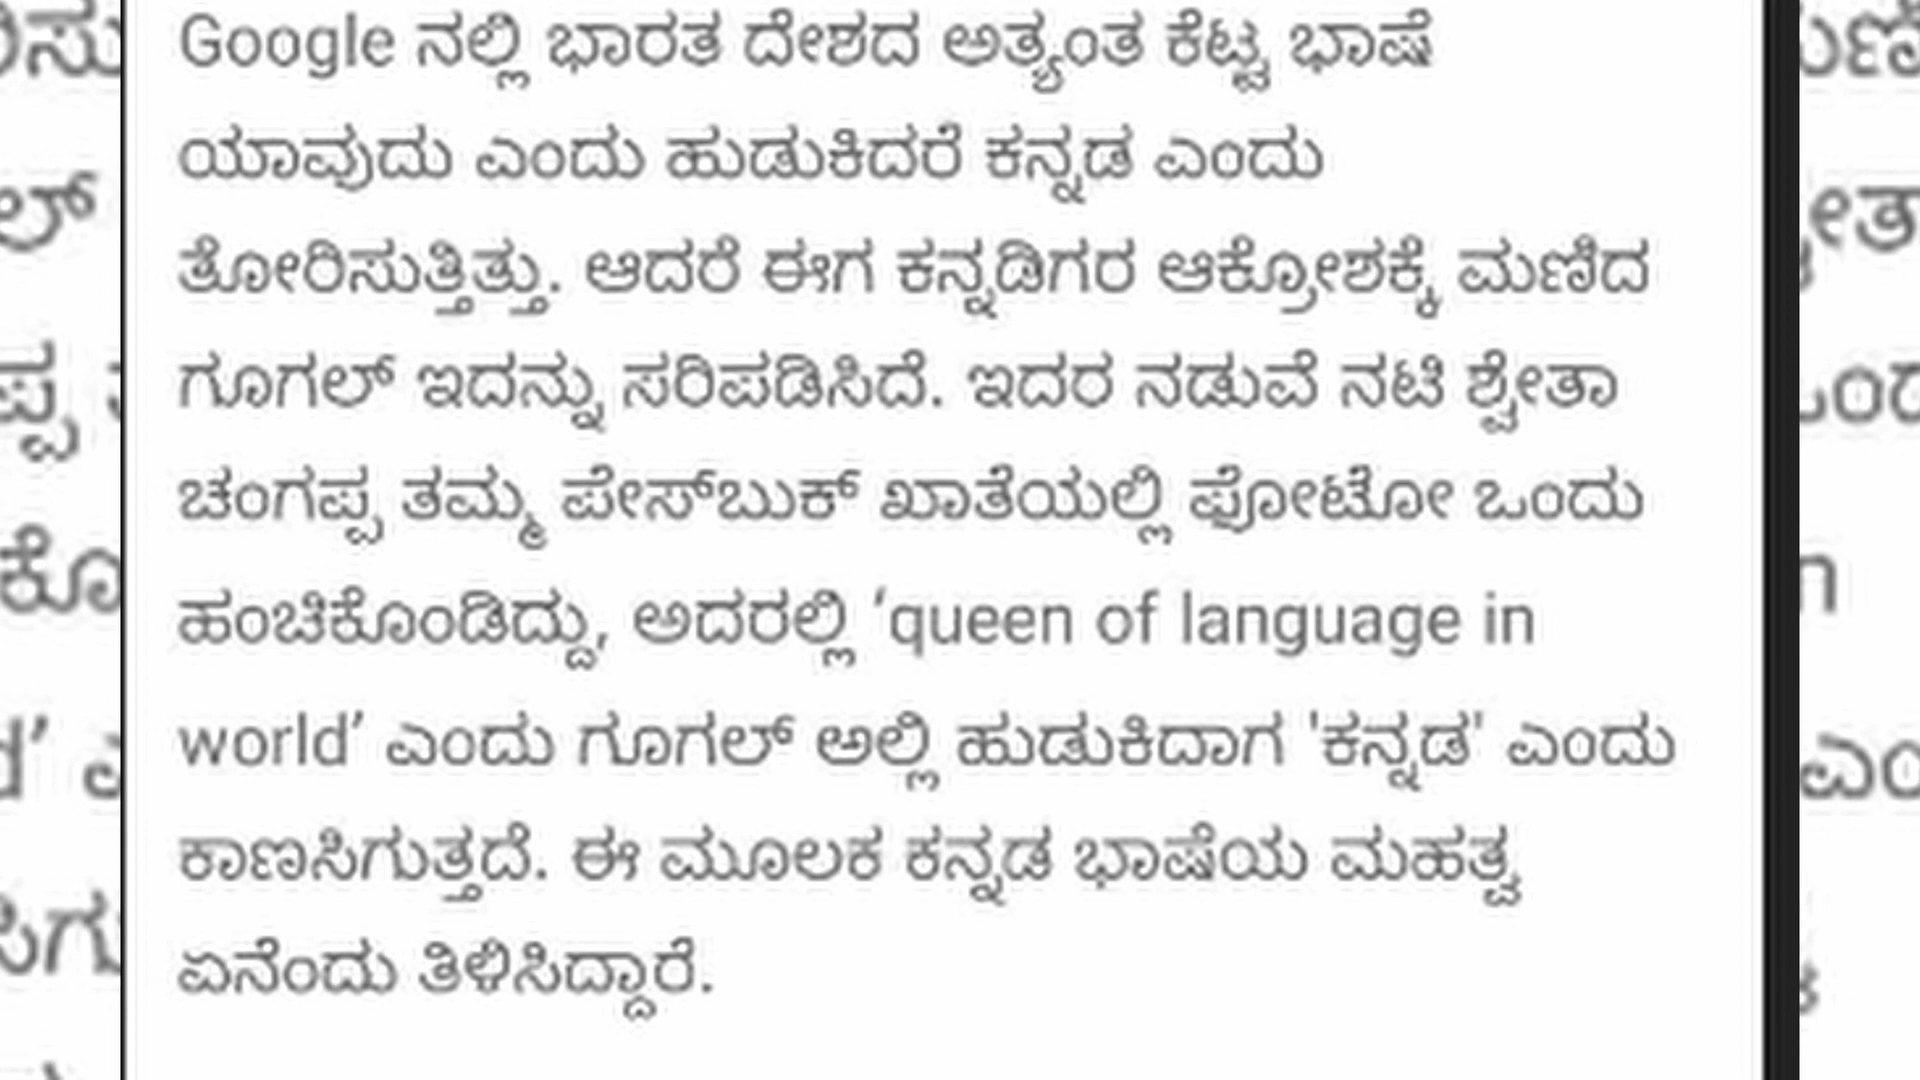 Google ನಲ್ಲಿ ಭಾರತ ದೇಶದ ಅತ್ಯಂತ ಕೆಟ್ಟ ಭಾಷೆ
ಯಾವುದು ಎಂದು ಹುಡುಕಿದರೆ ಕನ್ನಡ ಎಂದು
ತೋರಿಸುತ್ತಿತ್ತು. ಆದರೆ ಈಗ ಕನ್ನಡಿಗರ ಆಕ್ರೋಶಕ್ಕೆ ಮಣಿದ
ಗೂಗಲ್ ಇದನ್ನು ಸರಿಪಡಿಸಿದೆ. ಇದರ ನಡುವೆ ನಟಿ ಶ್ವೇತಾ
ಚಂಗಪ್ಪ ತಮ್ಮ ಪೇಸ್‌ಬುಕ್ ಖಾತೆಯಲ್ಲಿ ಫೋಟೋ ಒಂದು
ಹಂಚಿಕೊಂಡಿದ್ದು, ಅದರಲ್ಲಿ ‘queen of language in
world’ ಎಂದು ಗೂಗಲ್ ಅಲ್ಲಿ ಹುಡುಕಿದಾಗ 'ಕನ್ನಡ' ಎಂದು
ಕಾಣಸಿಗುತ್ತದೆ. ಈ ಮೂಲಕ ಕನ್ನಡ ಭಾಷೆಯ ಮಹತ್ವ
ಏನೆಂದು ತಿಳಿಸಿದ್ದಾರೆ.